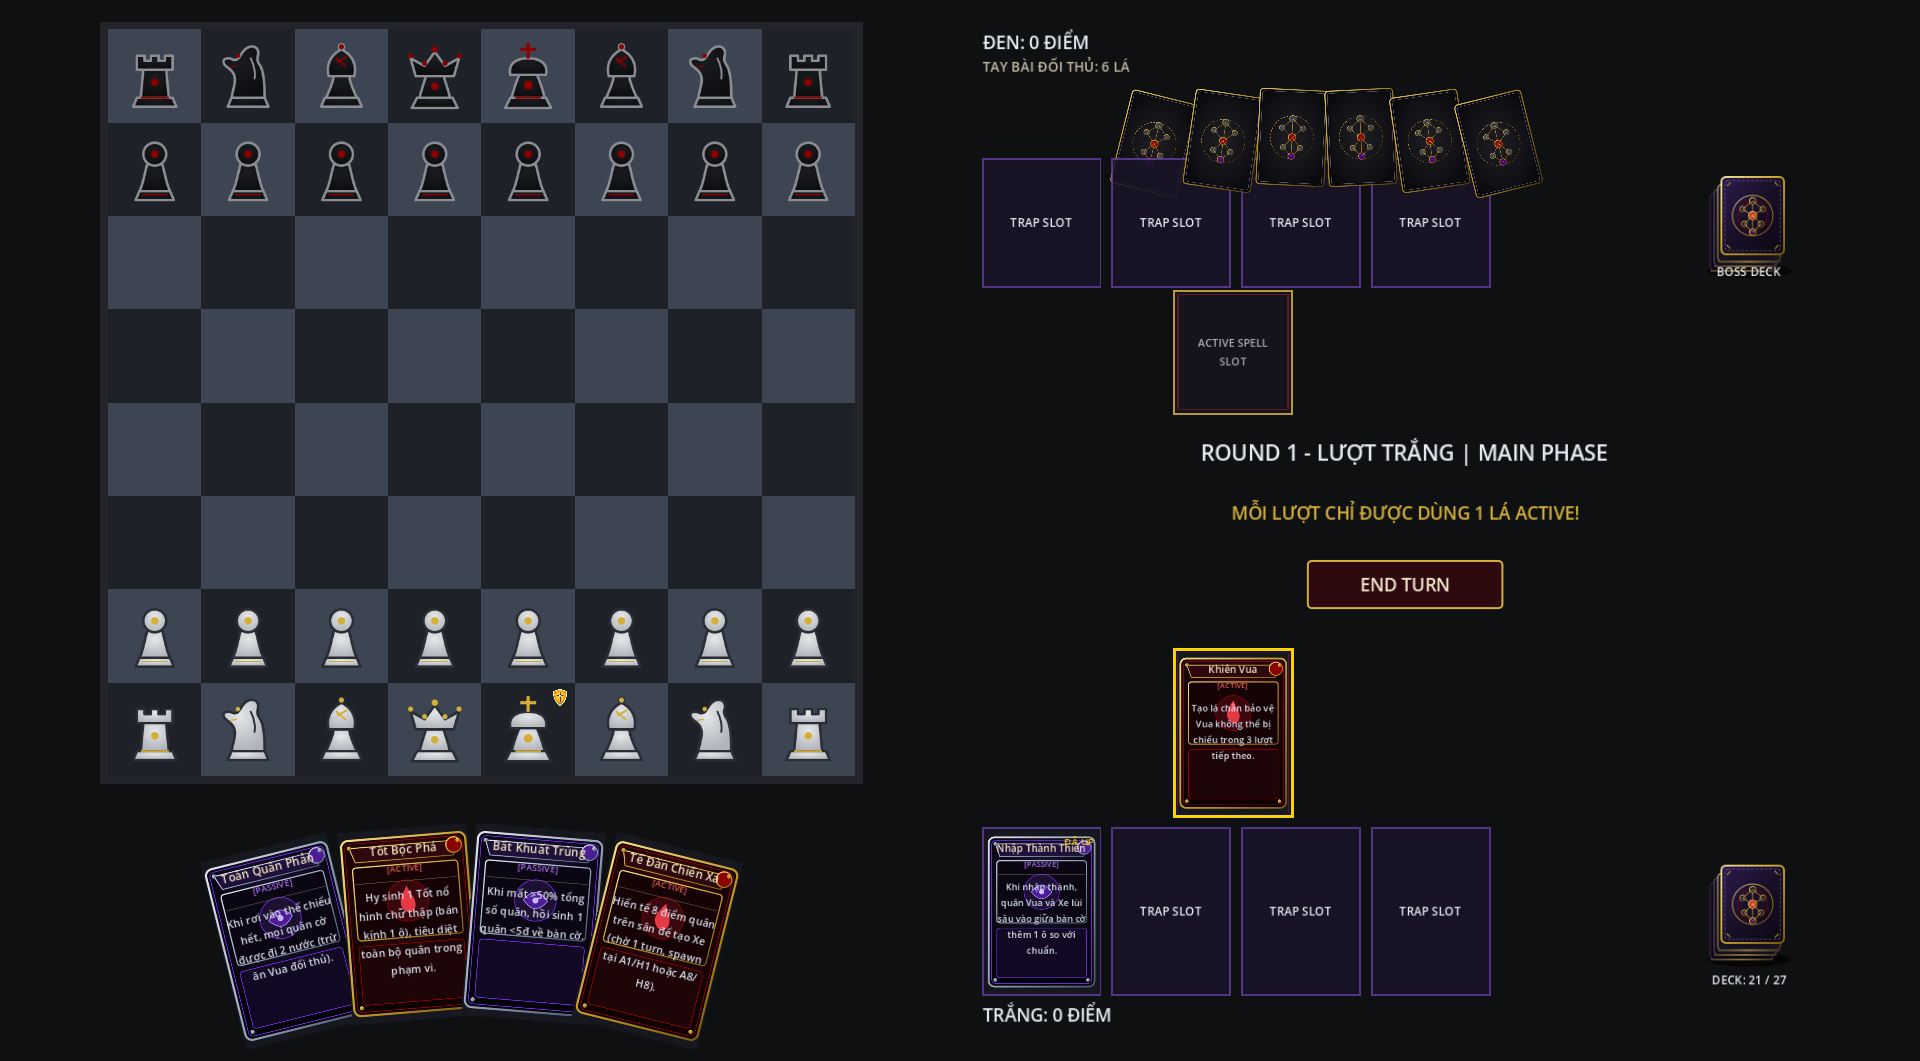 ĐEN: 0 ĐIỂM
TAY BÀI ĐỐI THỦ: 6 LÁ
TRAP SLOT
TRAP SLOT
TRAP SLOT
TRAP SLOT
BOSS DECK
ACTIVE SPELL
SLOT
ROUND 1 - LƯỢT TRẮNG | MAIN PHASE
MỖI LƯỢT CHỈ ĐƯỢC DÙNG 1 LÁ ACTIVE!
END TURN
Khiên Vua
[ACTIVE]
Tạo lá chắn bảo vệ
Vua không thể bị
chiếu trong 3 lượt
tiếp theo.
Nhập Thành Thiên
[PASSIVE]
Khi nhập thành,
quân Vua và Xe lùi
sâu vào giữa bàn cờ
thêm 1 ô so với
chuẩn.
TRAP SLOT
TRAP SLOT
TRAP SLOT
DECK: 21 / 27
TRẮNG: 0 ĐIỂM
Toàn Quân Phản
[PASSIVE]
Khi rơi vào thế chiếu
hết, mọi quân cờ
được đi 2 nước (trừ
ăn Vua đối thủ).
Tốt Bộc Phá
[ACTIVE]
Hy sinh 1 Tốt nổ
hình chữ thập (bán
kính 1 ô), tiêu diệt
toàn bộ quân trong
phạm vi.
Bất Khuất Trùng
[PASSIVE]
Khi mất >50% tổng
số quân, hồi sinh 1
quân <5đ về bàn cờ.
Tế Đàn Chiến Xa
[ACTIVE]
Hiến tế 8 điểm quân
trên sân để tạo Xe
(chờ 1 turn, spawn
tại A1/H1 hoặc A8/
H8).